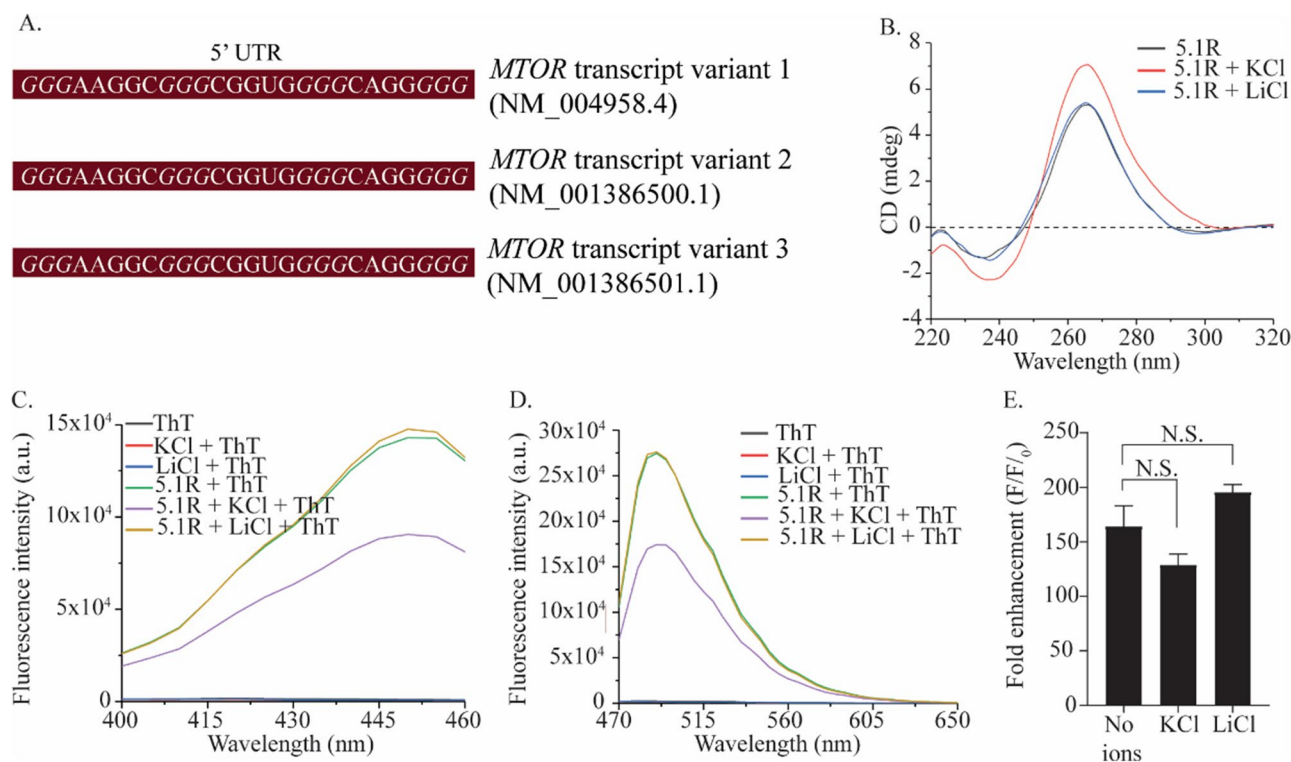 A.
5' UTR
GGGAAGGCGGGCGGUGGGGCAGGGGG
MTOR transcript variant 1
(NM_004958.4)
GGGAAGGCGGGCGGUGGGGCAGGGGG
MTOR transcript variant 2
(NM_001386500.1)
GGGAAGGCGGGCGGUGGGGCAGGGGG
MTOR transcript variant 3
(NM_001386501.1)
B.
5.1R
5.1R + KCl
5.1R + LiCl
CD (mdeg)
8
6
4
2
0
-2
-4
220 240 260 280 300 320
Wavelength (nm)
C.
Fluorescence intensity (a.u.)
15x10⁴
10x10⁴
5x10⁴
0
ThT
KCl + ThT
LiCl + ThT
5.1R + ThT
5.1R + KCl + ThT
5.1R + LiCl + ThT
400 415 430 445 460
Wavelength (nm)
D.
Fluorescence intensity (a.u.)
30x10⁴
25x10⁴
20x10⁴
15x10⁴
10x10⁴
5x10⁴
0
ThT
KCl + ThT
LiCl + ThT
5.1R + ThT
5.1R + KCl + ThT
5.1R + LiCl + ThT
470 515 560 605 650
Wavelength (nm)
E.
Fold enhancement (F/F₀)
250
200
150
100
50
0
N.S.
N.S.
No ions
KCl
LiCl